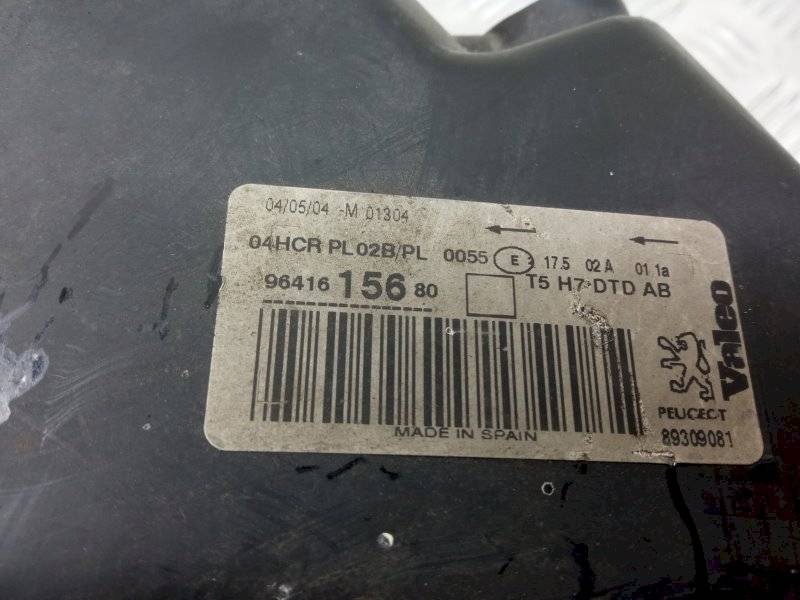 04/05/04 -M 01304
04HCR PL02B/PL 0055 E 17.5 02 A 01 1a
96416 156 80 T5 H7 DTD AB
MADE IN SPAIN
PEUGEOT
89309081
Valeo